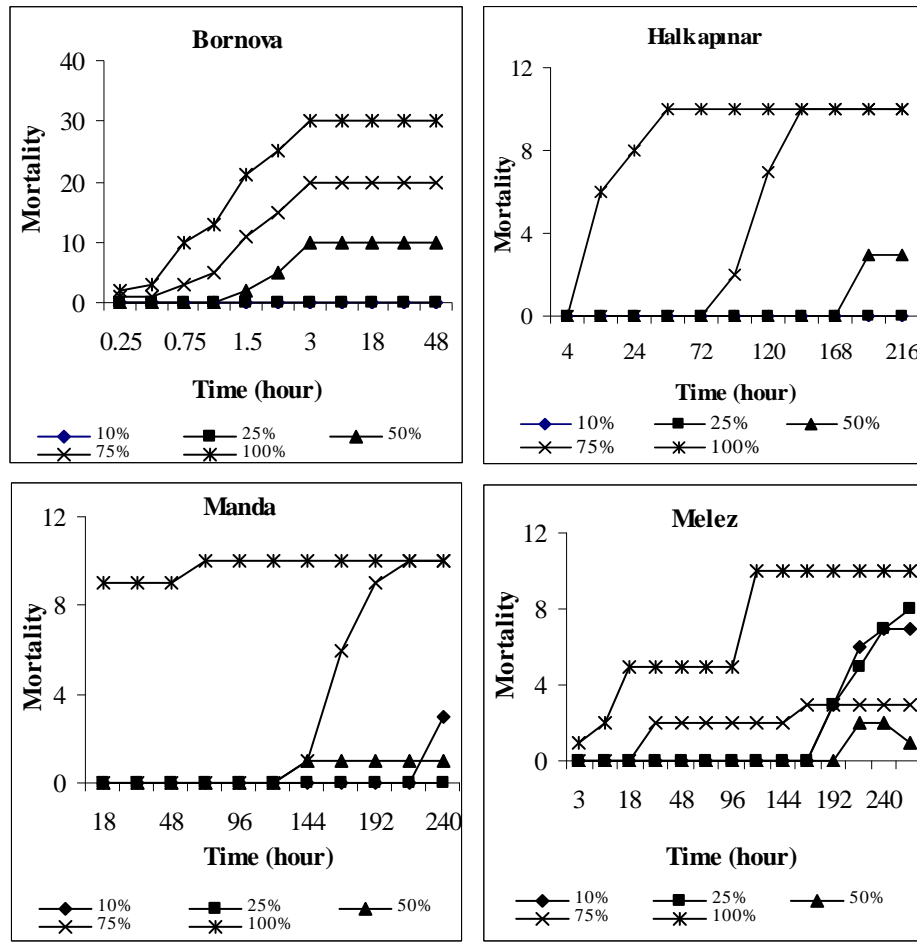 Bornova
40
30
20
10
0
Mortality
0.25 0.75 1.5 3 18 48
Time (hour)
10% 25% 50%
75% 100%
Halkapınar
12
8
4
0
Mortality
4 24 72 120 168 216
Time (hour)
10% 25% 50%
75% 100%
Manda
12
8
4
0
Mortality
18 48 96 144 192 240
Time (hour)
10% 25% 50%
75% 100%
Melez
12
8
4
0
Mortality
3 18 48 96 144 192 240
Time (hour)
10% 25% 50%
75% 100%